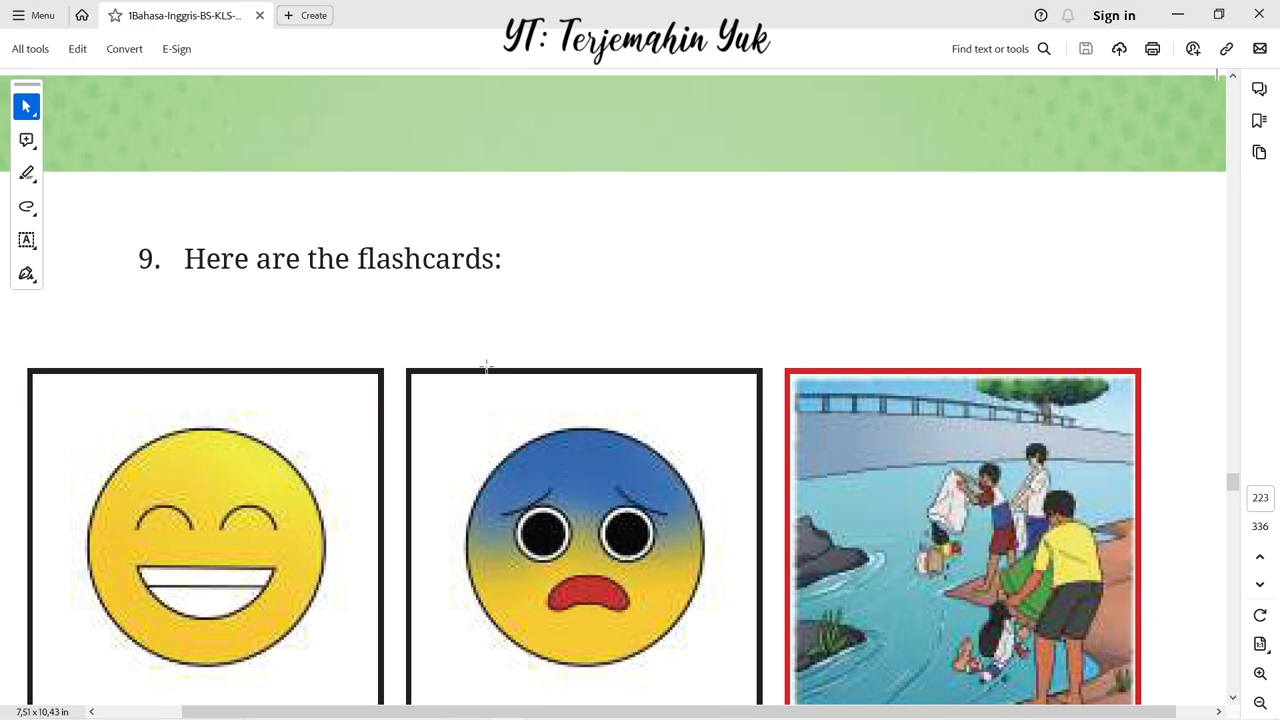 Menu
1Bahasa-Inggris-BS-KLS-...
Create
YT: Terjemahin Yuk
Sign in
All tools
Edit
Convert
E-Sign
Find text or tools
9. Here are the flashcards:
223
336
7,51 x 10,43 in